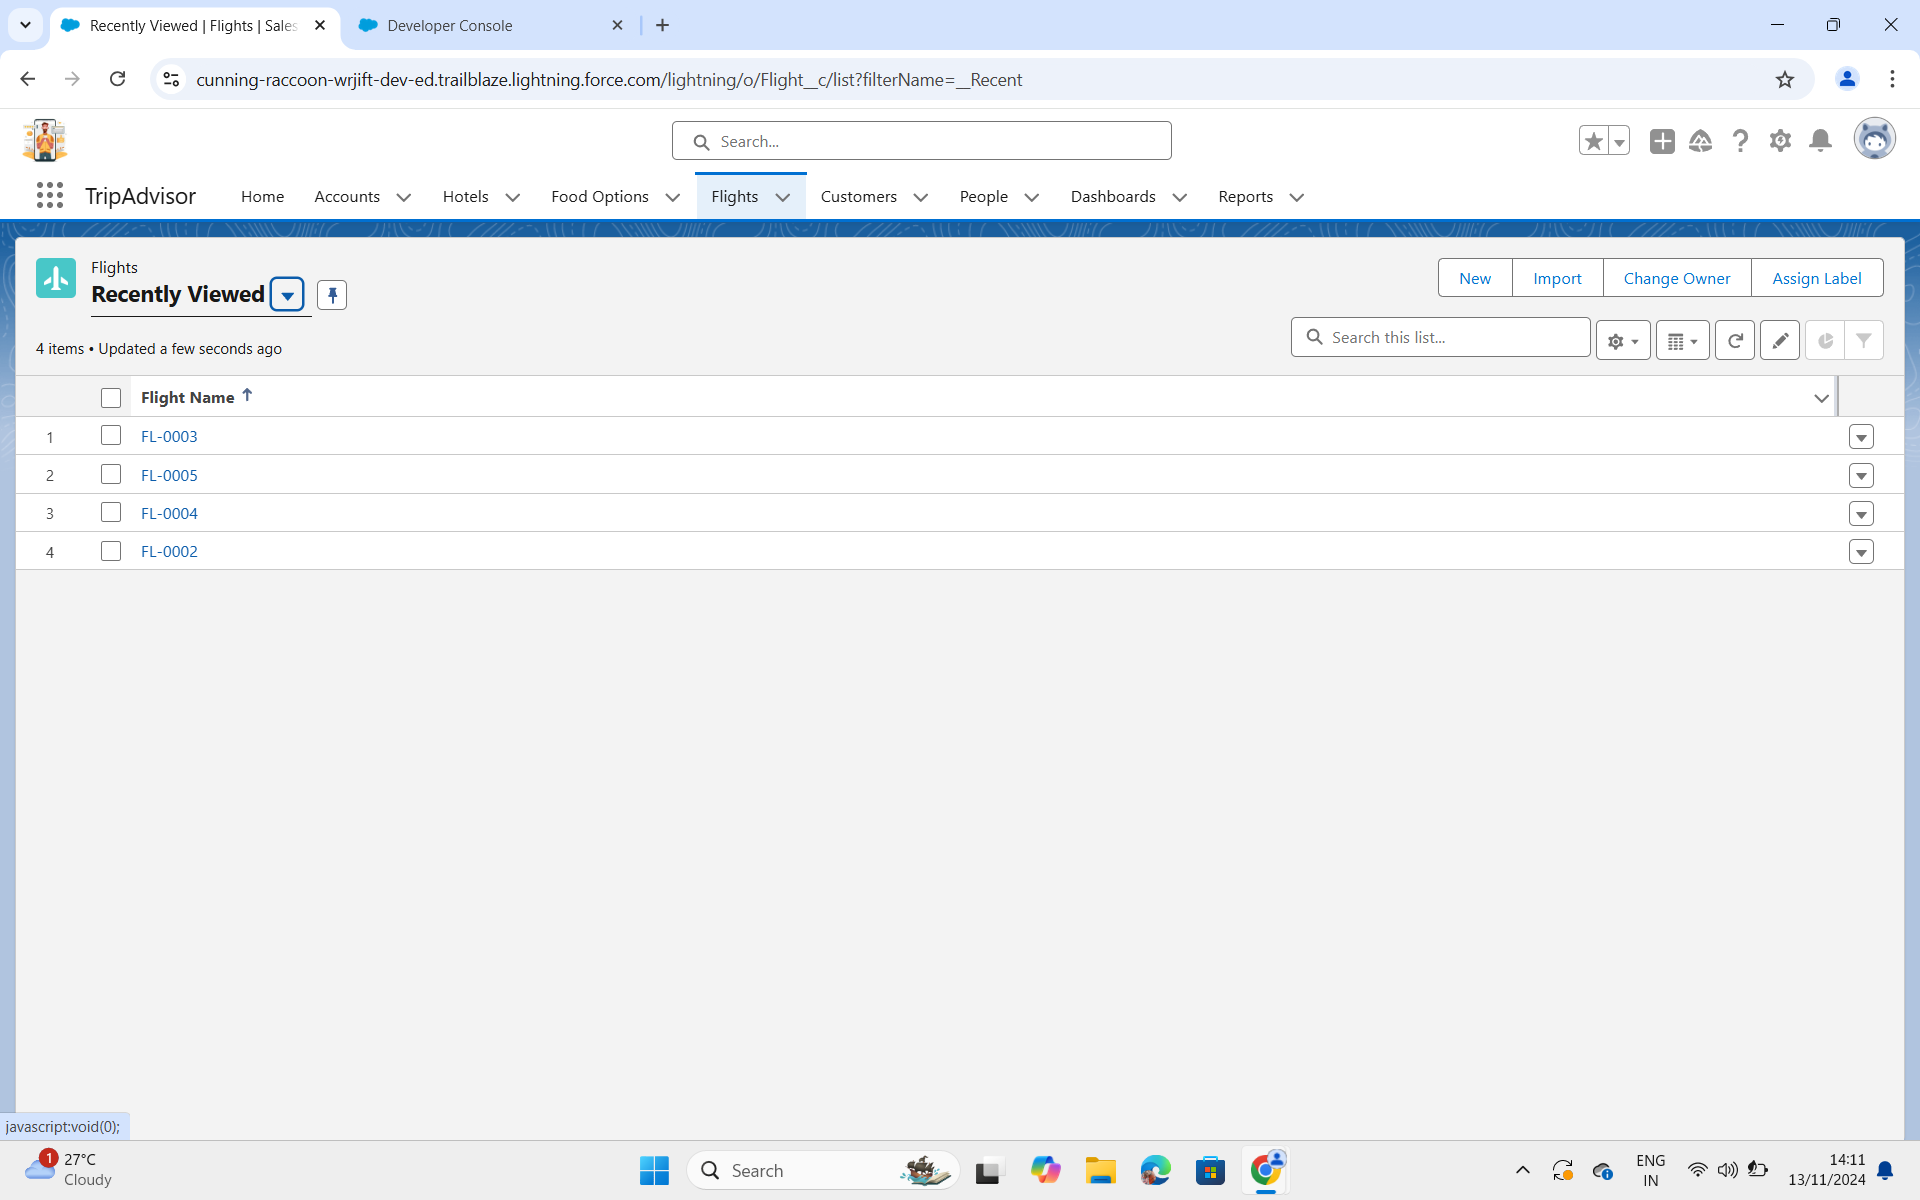 Recently Viewed | Flights | Sales
Developer Console
cunning-raccoon-wrjift-dev-ed.trailblaze.lightning.force.com/lightning/o/Flight__c/list?filterName=__Recent
Search...
TripAdvisor
Home
Accounts
Hotels
Food Options
Flights
Customers
People
Dashboards
Reports
Flights
Recently Viewed
New
Import
Change Owner
Assign Label
4 items • Updated a few seconds ago
Search this list...
Flight Name
1 FL-0003
2 FL-0005
3 FL-0004
4 FL-0002
javascript:void(0);
1
27°C
Cloudy
Search
ENG
IN
14:11
13/11/2024